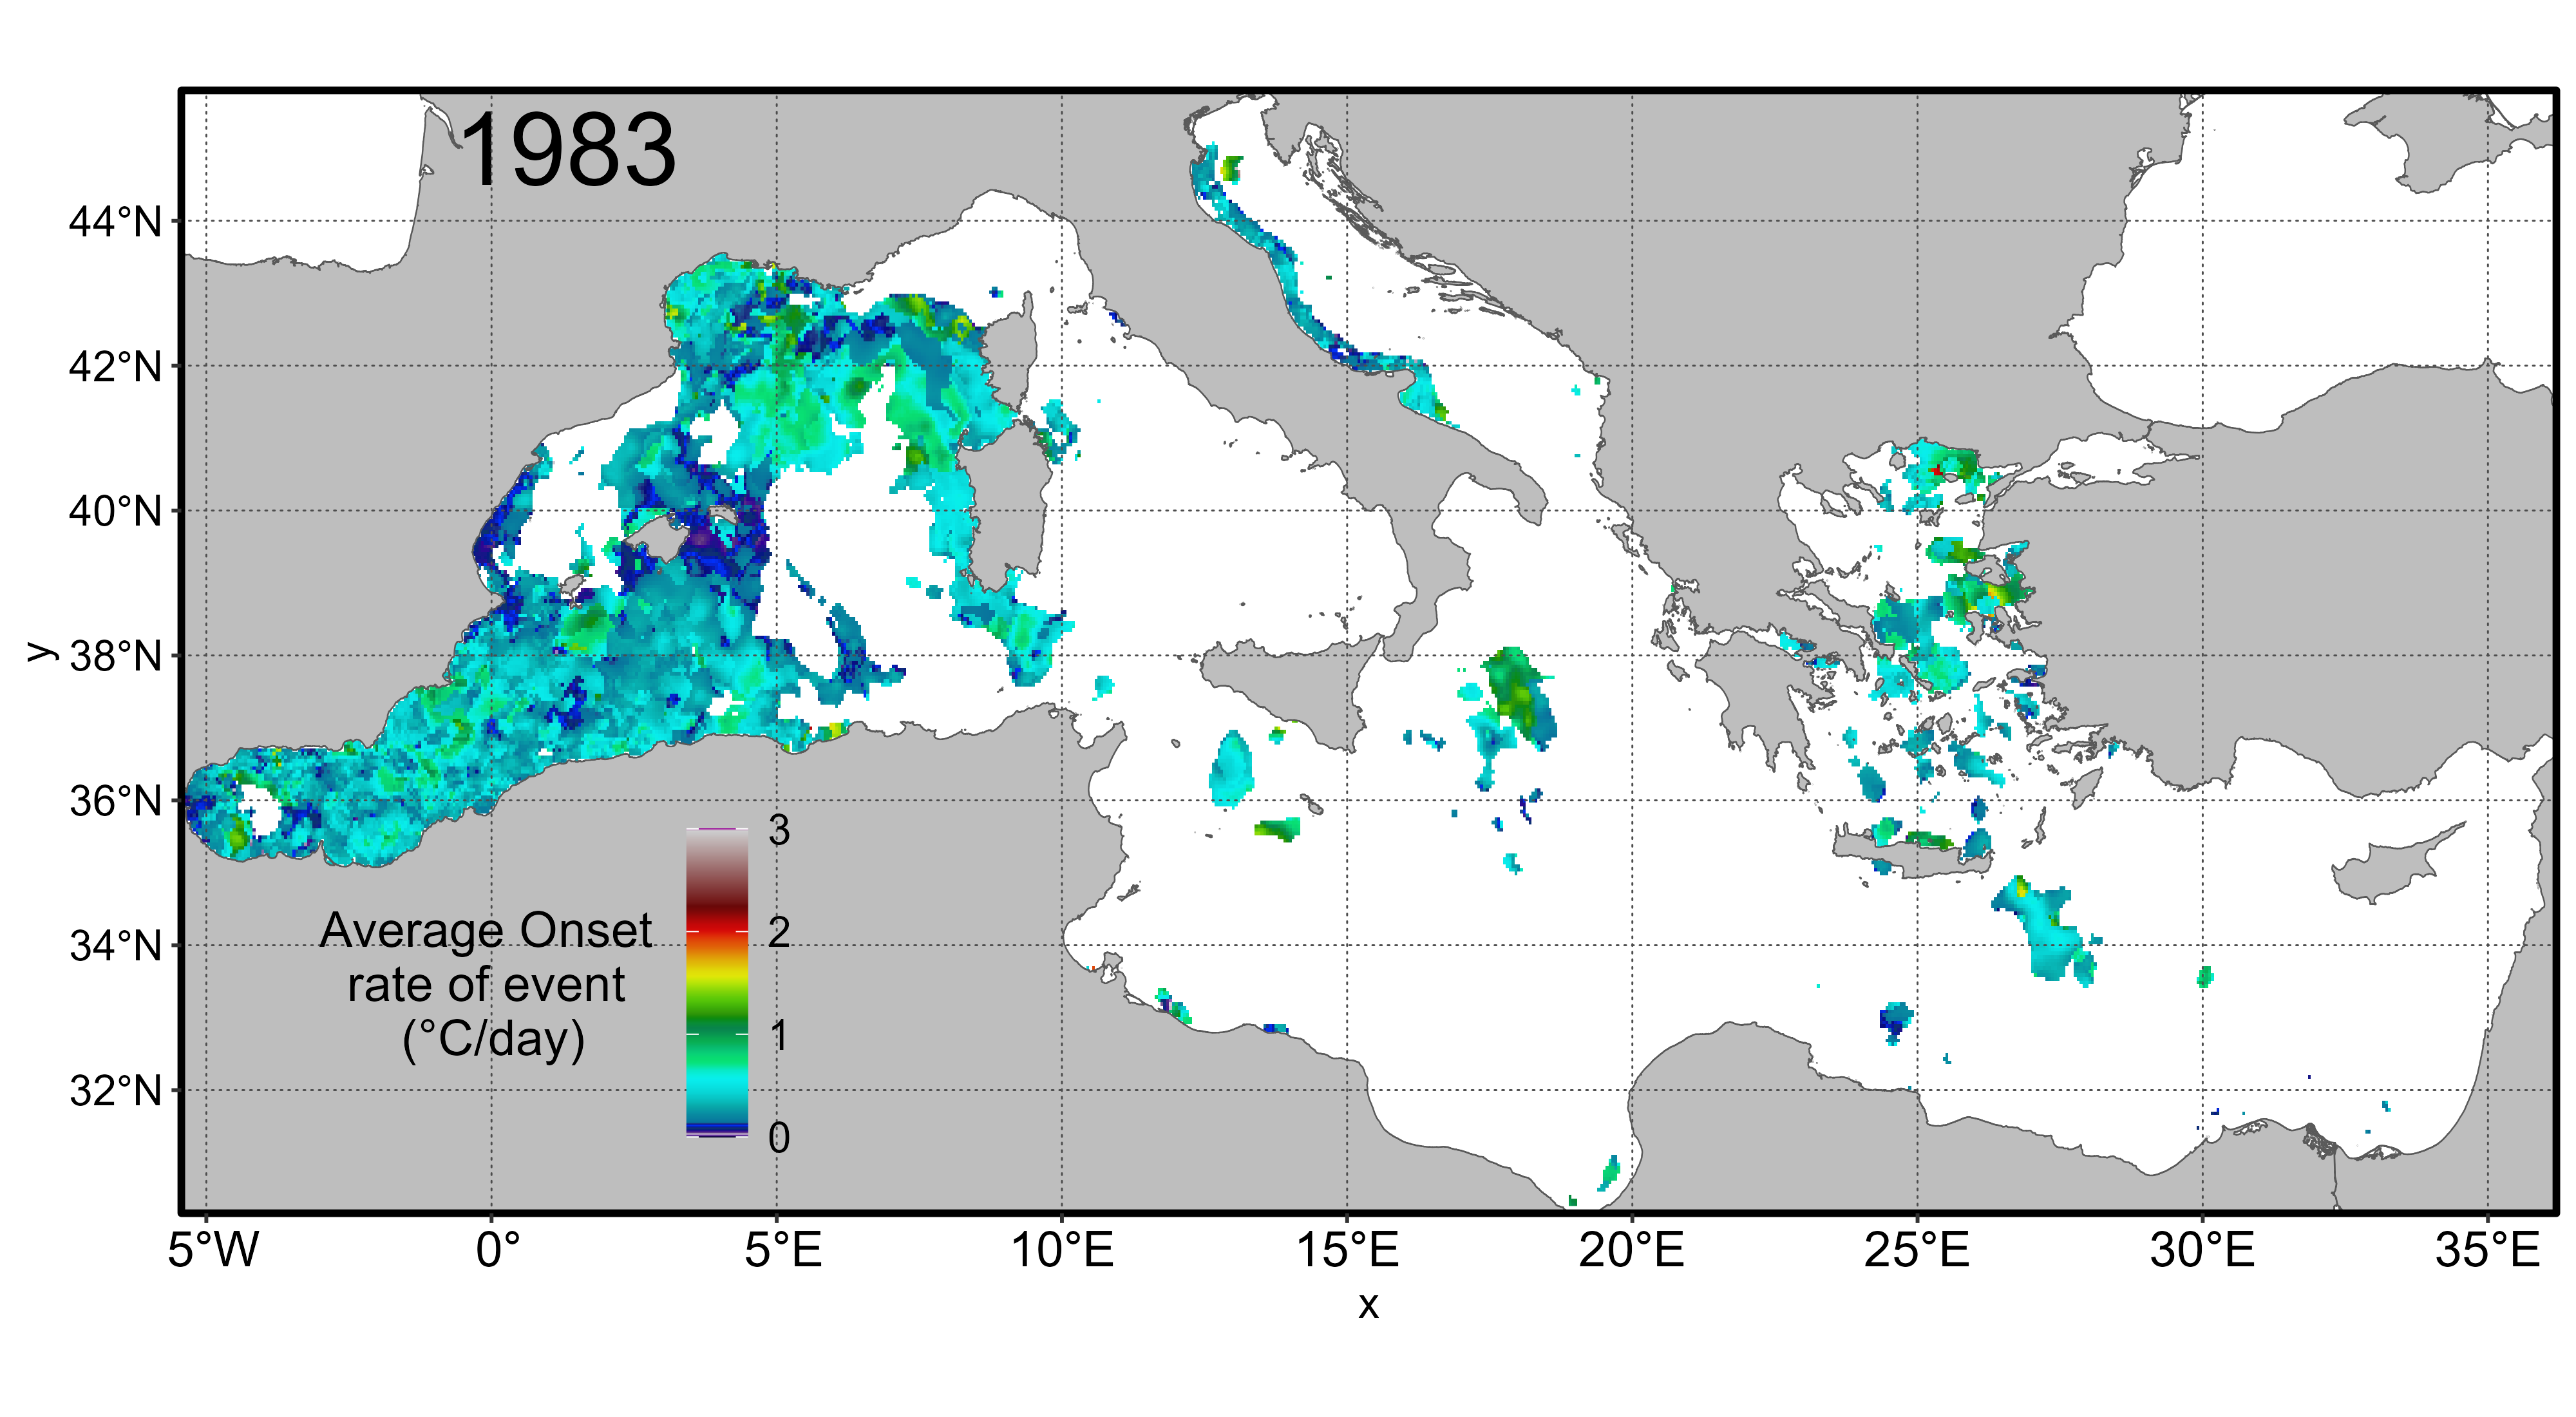 1983
44°N
42°N
40°N
38°N
36°N
34°N
32°N
y
Average Onset
rate of event
(°C/day)
3
2
1
0
5°W 0° 5°E 10°E 15°E 20°E 25°E 30°E 35°E
x